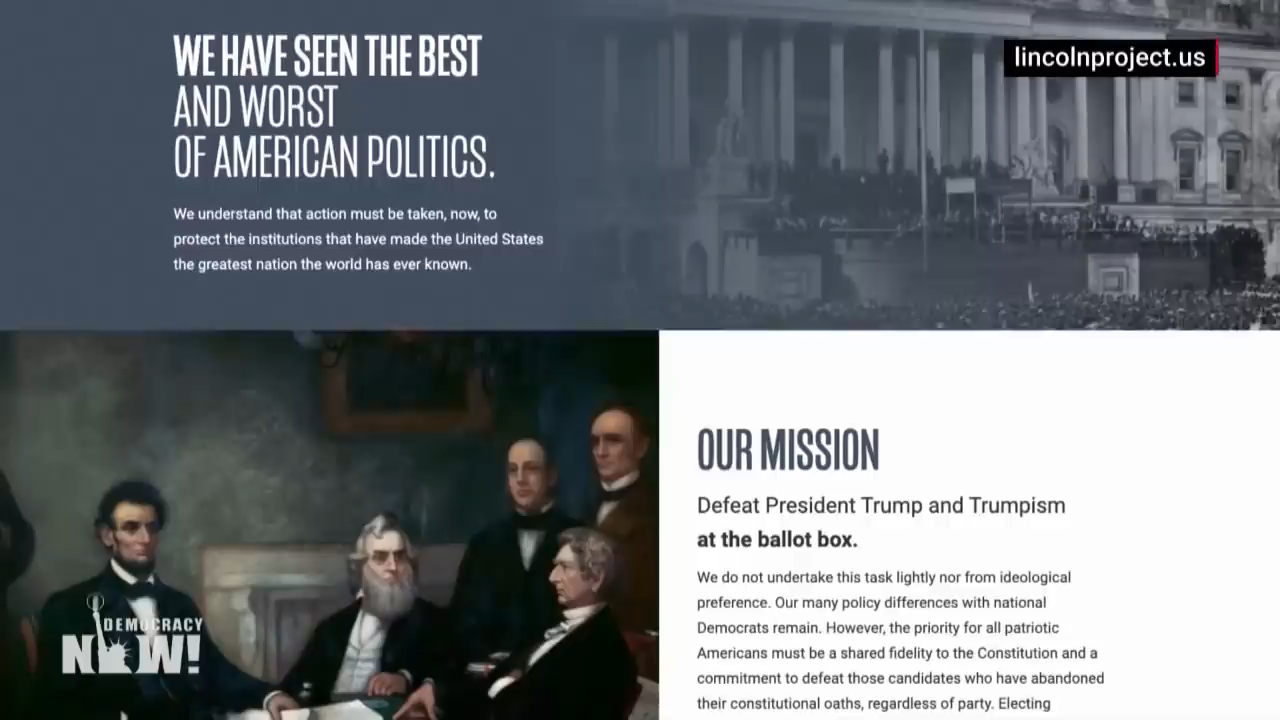 WE HAVE SEEN THE BEST
AND WORST
OF AMERICAN POLITICS.
We understand that action must be taken, now, to
protect the institutions that have made the United States
the greatest nation the world has ever known.
lincolnproject.us
OUR MISSION
Defeat President Trump and Trumpism
at the ballot box.
We do not undertake this task lightly nor from ideological
preference. Our many policy differences with national
Democrats remain. However, the priority for all patriotic
Americans must be a shared fidelity to the Constitution and a
commitment to defeat those candidates who have abandoned
their constitutional oaths, regardless of party. Electing
DEMOCRACY
NOW!